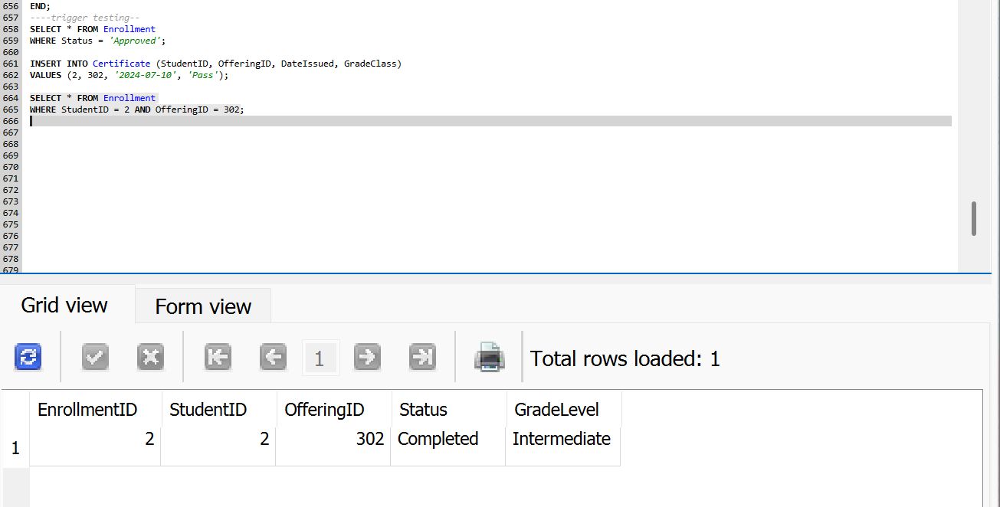 656 END;
657 ----trigger testing--
658 SELECT * FROM Enrollment
659 WHERE Status = 'Approved';
660
661 INSERT INTO Certificate (StudentID, OfferingID, DateIssued, GradeClass)
662 VALUES (2, 302, '2024-07-10', 'Pass');
663
664 SELECT * FROM Enrollment
665 WHERE StudentID = 2 AND OfferingID = 302;
666
667
668
669
670
671
672
673
674
675
676
677
678
679
Grid view Form view
1 Total rows loaded: 1
EnrollmentID StudentID OfferingID Status GradeLevel
1 2 2 302 Completed Intermediate